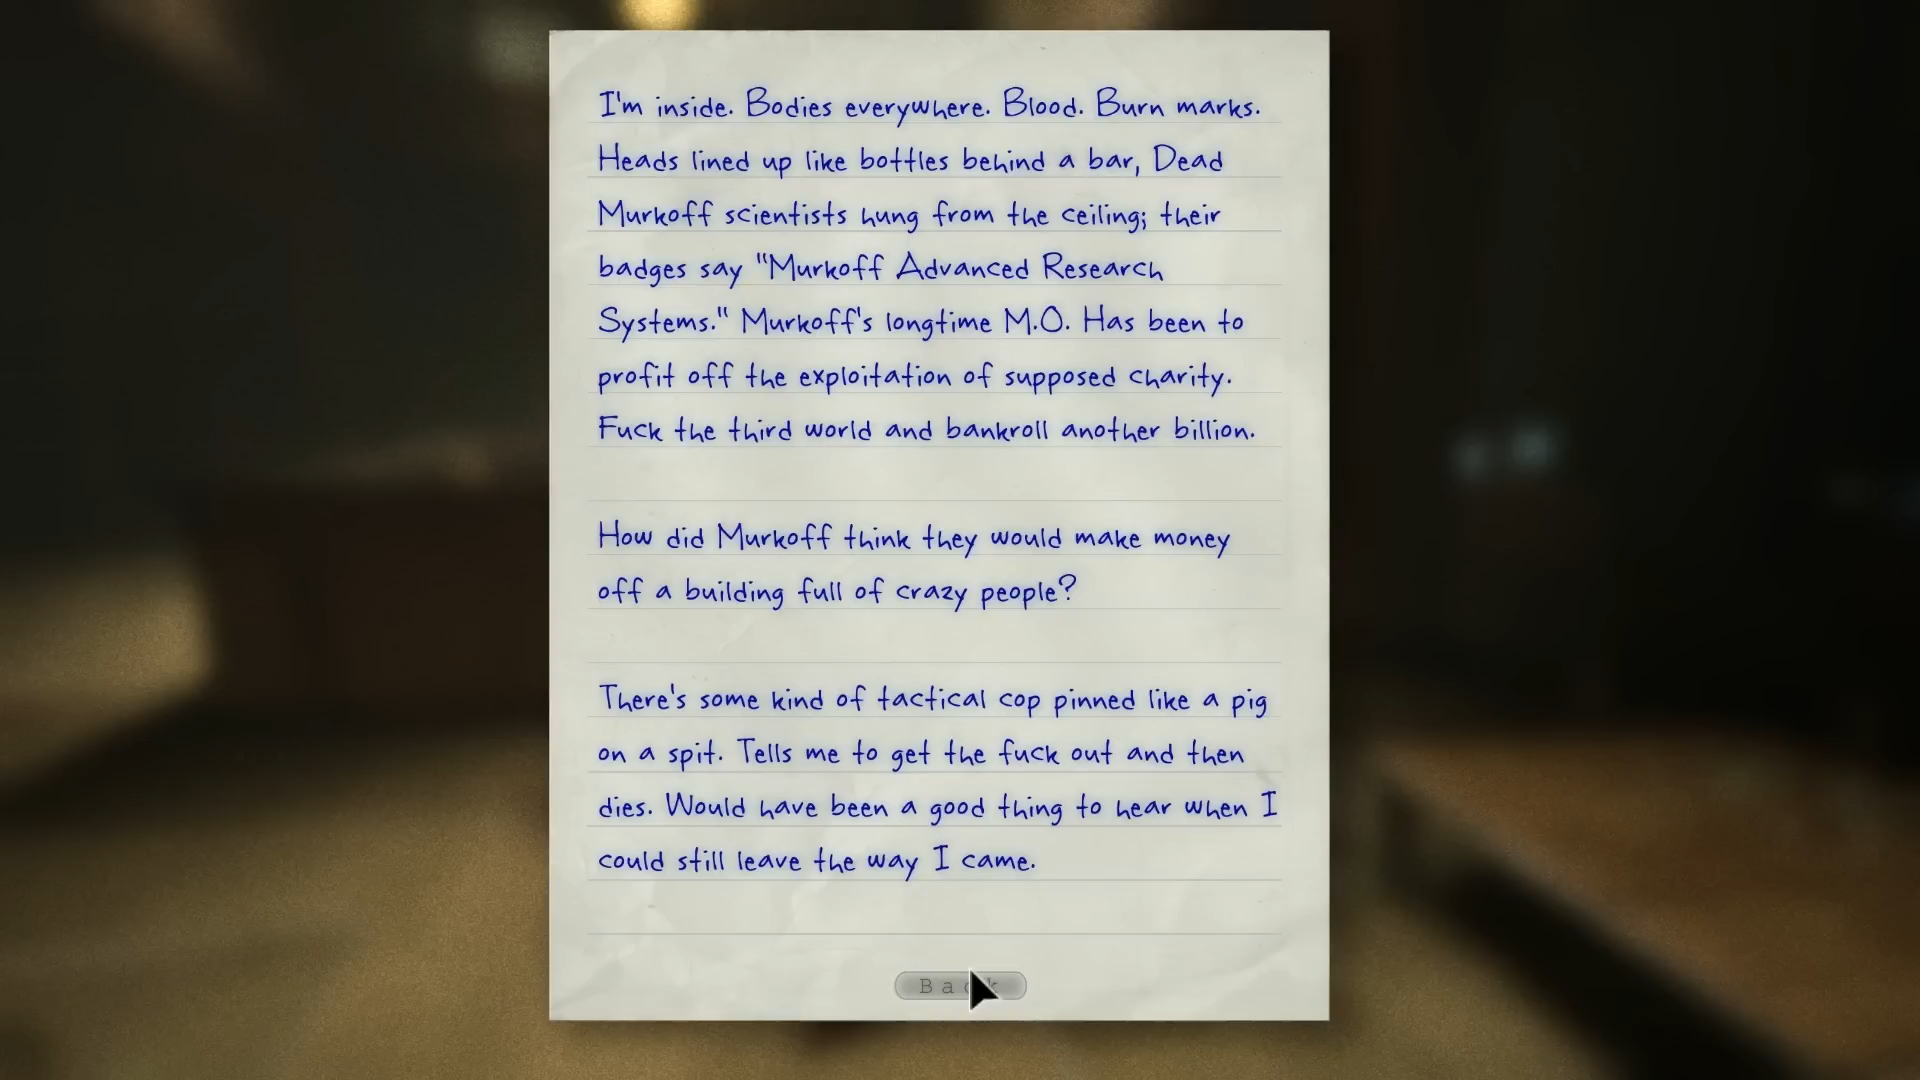 I'm inside. Bodies everywhere. Blood. Burn marks.
Heads lined up like bottles behind a bar, Dead
Murkoff scientists hung from the ceiling; their
badges say "Murkoff Advanced Research
Systems." Murkoff's longtime M.O. Has been to
profit off the exploitation of supposed charity.
Fuck the third world and bankroll another billion.
How did Murkoff think they would make money
off a building full of crazy people?
There's some kind of tactical cop pinned like a pig
on a spit. Tells me to get the fuck out and then
dies. Would have been a good thing to hear when I
could still leave the way I came.
Back